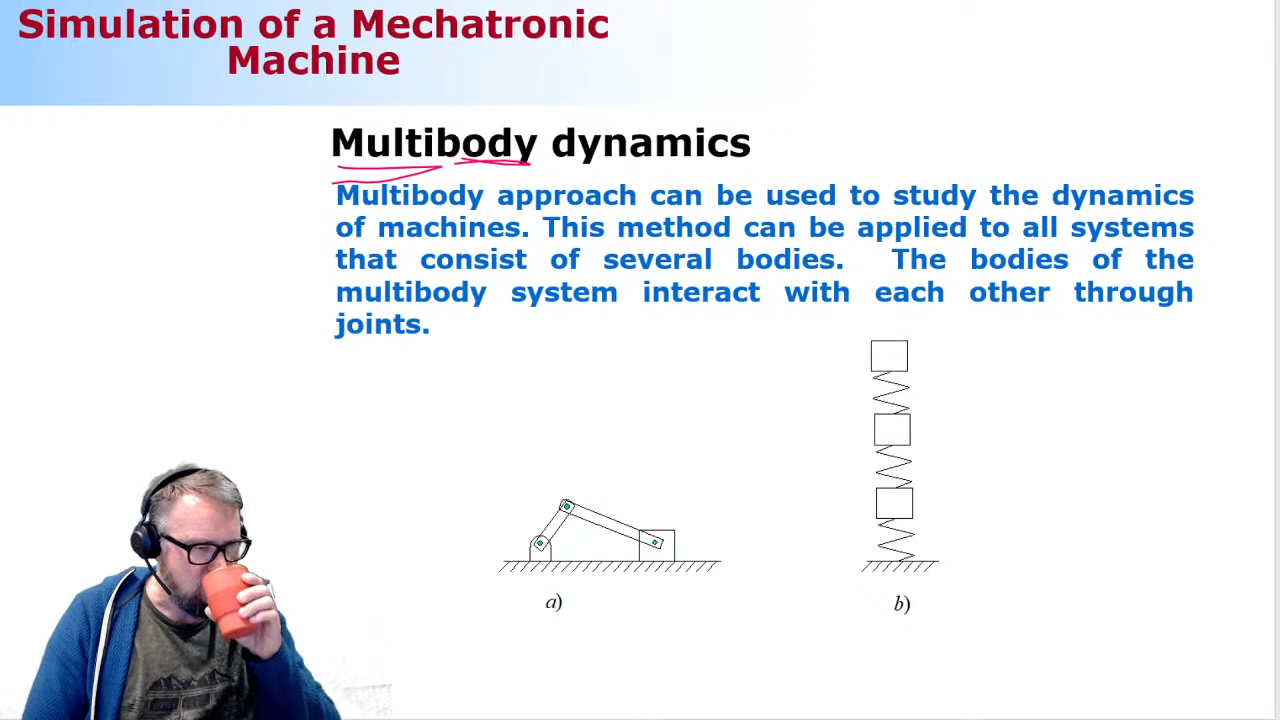 Simulation of a Mechatronic
Machine
Multibody dynamics
Multibody approach can be used to study the dynamics
of machines. This method can be applied to all systems
that consist of several bodies. The bodies of the
multibody system interact with each other through
joints.
a)
b)